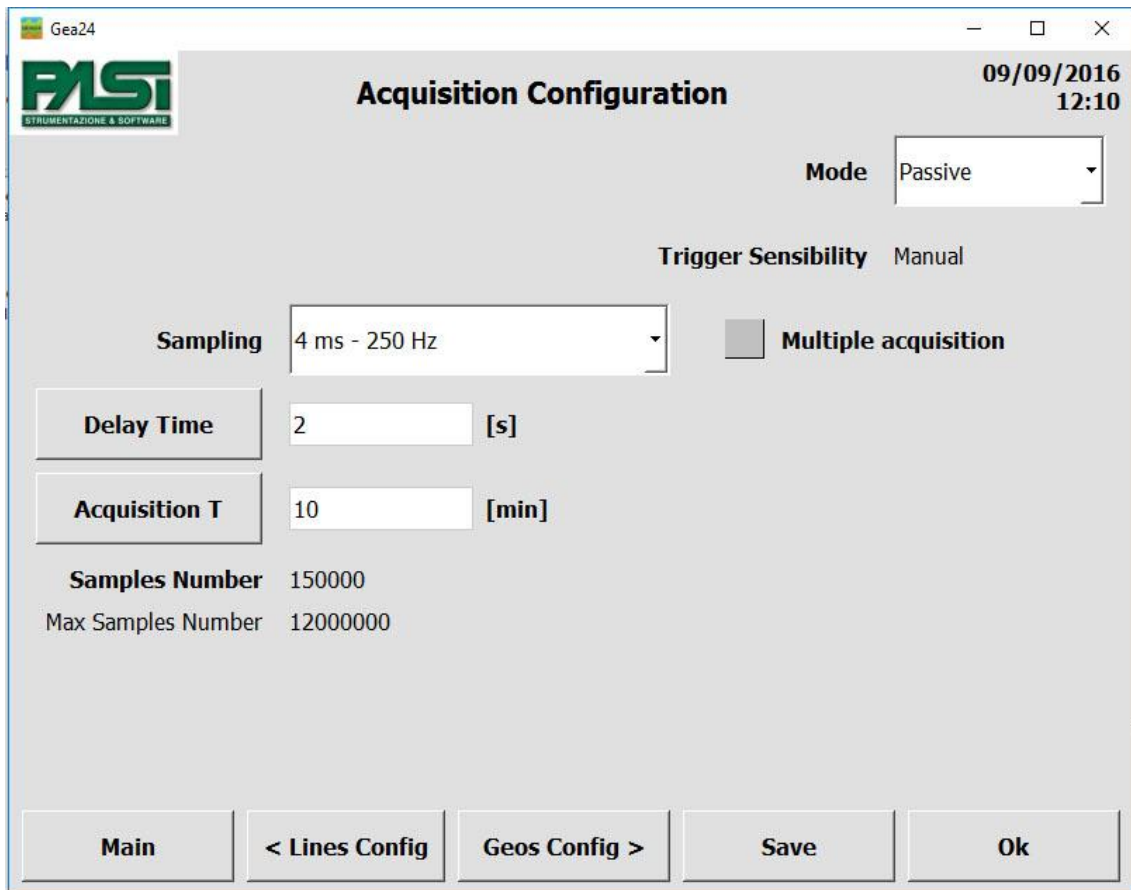 Gea24
PASI
STRUMENTAZIONE & SOFTWARE
Acquisition Configuration
09/09/2016
12:10
Mode Passive
Trigger Sensibility Manual
Sampling 4 ms - 250 Hz Multiple acquisition
Delay Time 2 [s]
Acquisition T 10 [min]
Samples Number 150000
Max Samples Number 12000000
Main < Lines Config Geos Config > Save Ok